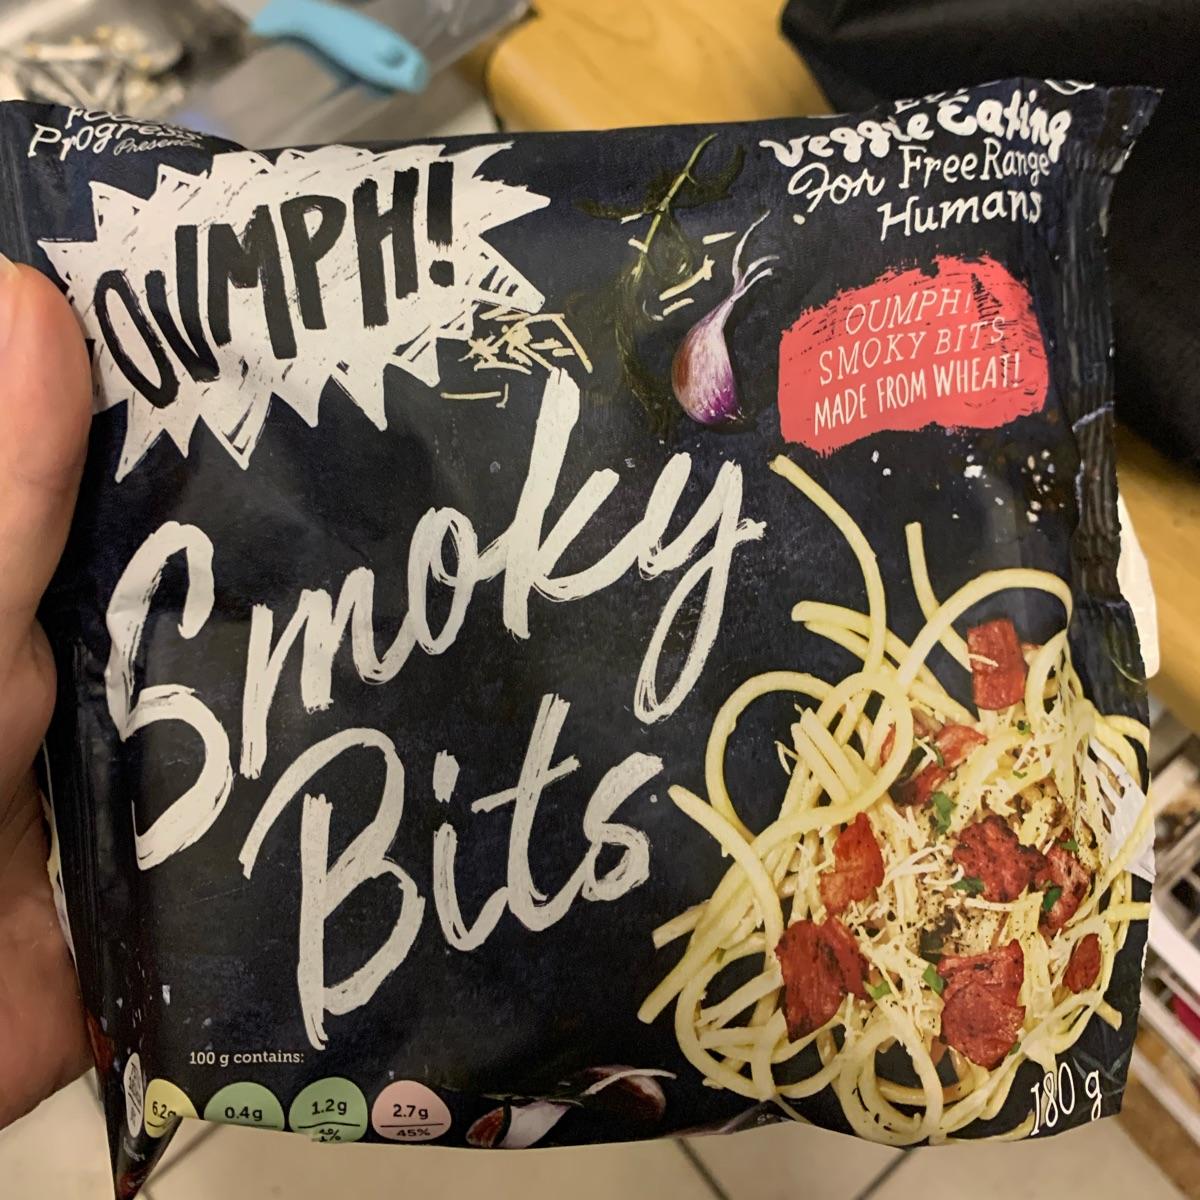 Progress
Presents
OUMPH!
Veggie Eating
For Free Range
Humans
OUMPH!
SMOKY BITS
MADE FROM WHEAT!
Smoky
Bits
100 g contains:
6.2g
0.4g
1.2g
2.7g
45%
180 g